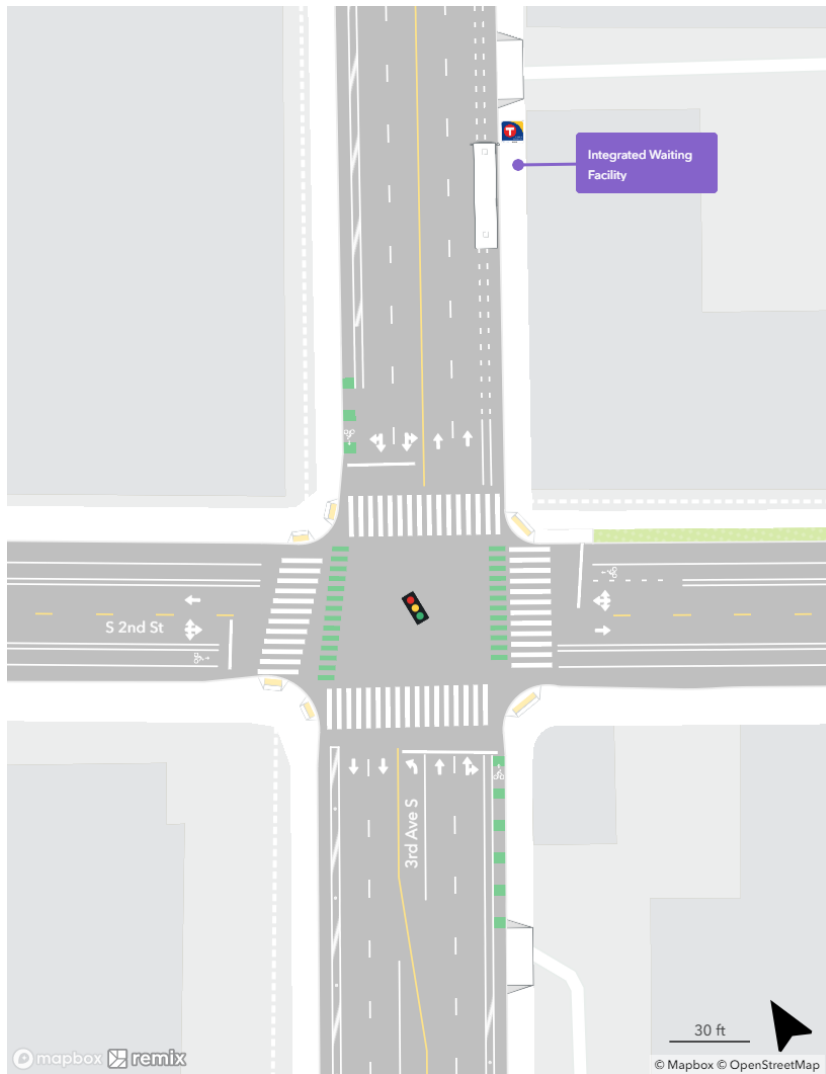 T
Integrated Waiting
Facility
S 2nd St
3rd Ave S
30 ft
mapbox remix
© Mapbox © OpenStreetMap